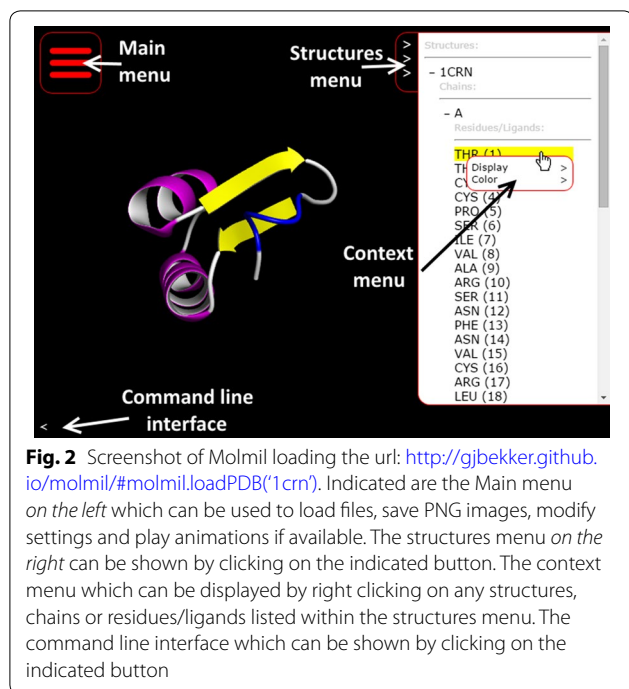 Main
menu
Structures
menu
>
>
>
Structures:
– 1CRN
Chains:
– A
Residues/Ligands:
THR (1)
Display >
Color >
CYS (4)
PRO (5)
SER (6)
ILE (7)
VAL (8)
ALA (9)
ARG (10)
SER (11)
ASN (12)
PHE (13)
ASN (14)
VAL (15)
CYS (16)
ARG (17)
LEU (18)
Context
menu
Command line
interface
<
Fig. 2 Screenshot of Molmil loading the url: http://gjbekker.github.
io/molmil/#molmil.loadPDB(‘1crn’). Indicated are the Main menu
on the left which can be used to load files, save PNG images, modify
settings and play animations if available. The structures menu on the
right can be shown by clicking on the indicated button. The context
menu which can be displayed by right clicking on any structures,
chains or residues/ligands listed within the structures menu. The
command line interface which can be shown by clicking on the
indicated button